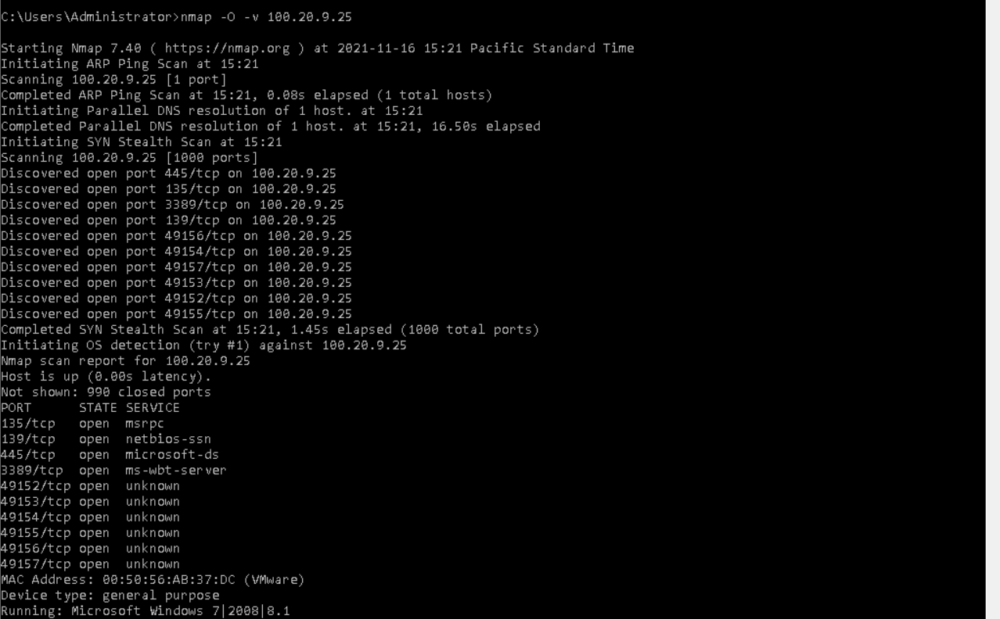 C:\Users\Administrator>nmap -O -v 100.20.9.25
Starting Nmap 7.40 ( https://nmap.org ) at 2021-11-16 15:21 Pacific Standard Time
Initiating ARP Ping Scan at 15:21
Scanning 100.20.9.25 [1 port]
Completed ARP Ping Scan at 15:21, 0.08s elapsed (1 total hosts)
Initiating Parallel DNS resolution of 1 host. at 15:21
Completed Parallel DNS resolution of 1 host. at 15:21, 16.50s elapsed
Initiating SYN Stealth Scan at 15:21
Scanning 100.20.9.25 [1000 ports]
Discovered open port 445/tcp on 100.20.9.25
Discovered open port 135/tcp on 100.20.9.25
Discovered open port 3389/tcp on 100.20.9.25
Discovered open port 139/tcp on 100.20.9.25
Discovered open port 49156/tcp on 100.20.9.25
Discovered open port 49154/tcp on 100.20.9.25
Discovered open port 49157/tcp on 100.20.9.25
Discovered open port 49153/tcp on 100.20.9.25
Discovered open port 49152/tcp on 100.20.9.25
Discovered open port 49155/tcp on 100.20.9.25
Completed SYN Stealth Scan at 15:21, 1.45s elapsed (1000 total ports)
Initiating OS detection (try #1) against 100.20.9.25
Nmap scan report for 100.20.9.25
Host is up (0.00s latency).
Not shown: 990 closed ports
PORT      STATE SERVICE
135/tcp   open  msrpc
139/tcp   open  netbios-ssn
445/tcp   open  microsoft-ds
3389/tcp  open  ms-wbt-server
49152/tcp open  unknown
49153/tcp open  unknown
49154/tcp open  unknown
49155/tcp open  unknown
49156/tcp open  unknown
49157/tcp open  unknown
MAC Address: 00:50:56:AB:37:DC (VMware)
Device type: general purpose
Running: Microsoft Windows 7|2008|8.1